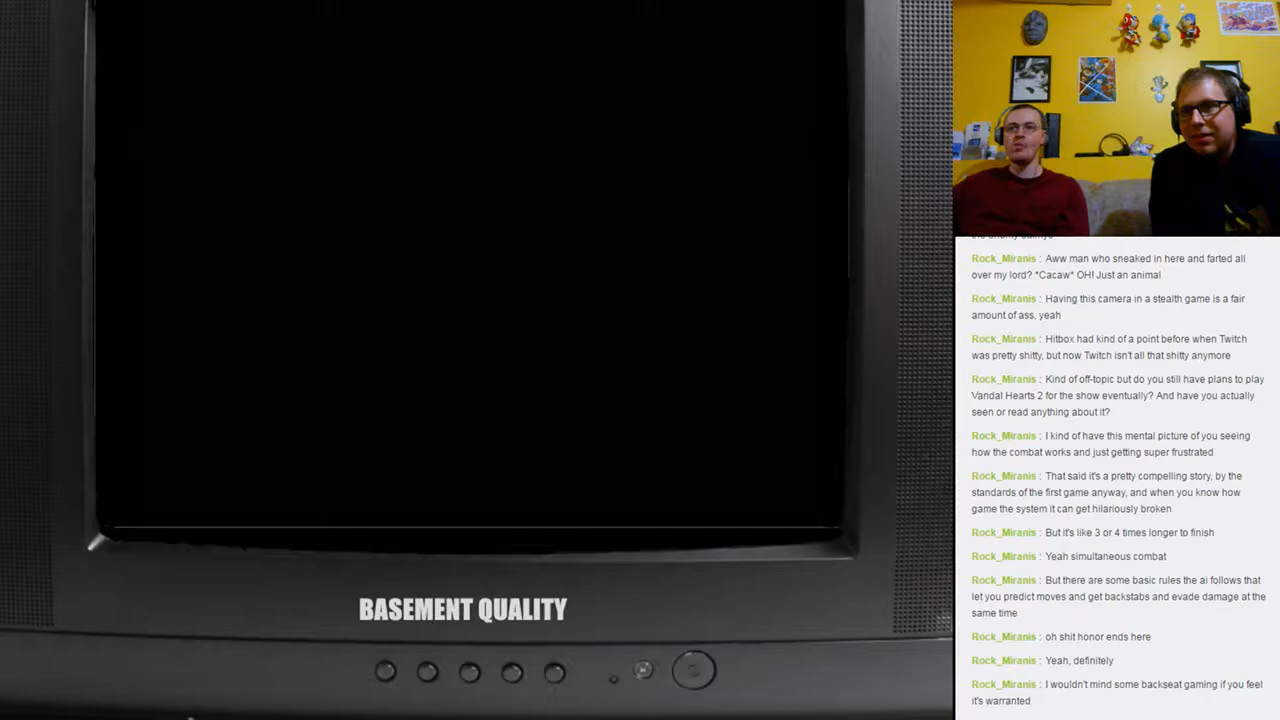 Rock_Miranis : Aww man who sneaked in here and farted all
over my lord? *Cacaw* OH! Just an animal
Rock_Miranis : Having this camera in a stealth game is a fair
amount of ass, yeah
Rock_Miranis : Hitbox had kind of a point before when Twitch
was pretty shitty, but now Twitch isn't all that shitty anymore
Rock_Miranis : Kind of off-topic but do you still have plans to play
Vandal Hearts 2 for the show eventually? And have you actually
seen or read anything about it?
Rock_Miranis : I kind of have this mental picture of you seeing
how the combat works and just getting super frustrated
Rock_Miranis : That said it's a pretty compelling story, by the
standards of the first game anyway, and when you know how
game the system it can get hilariously broken
Rock_Miranis : But it's like 3 or 4 times longer to finish
Rock_Miranis : Yeah simultaneous combat
Rock_Miranis : But there are some basic rules the ai follows that
let you predict moves and get backstabs and evade damage at the
same time
Rock_Miranis : oh shit honor ends here
Rock_Miranis : Yeah, definitely
Rock_Miranis : I wouldn't mind some backseat gaming if you feel
it's warranted
BASEMENT QUALITY